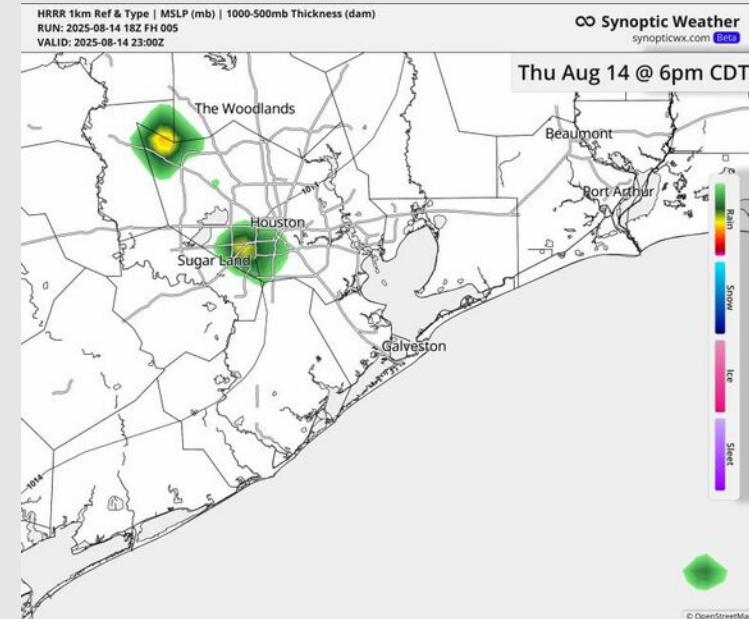 HRRR 1km Ref & Type | MSLP (mb) | 1000-500mb Thickness (dam)
RUN: 2025-08-14 18Z FH 005
VALID: 2025-08-14 23:00Z
Synoptic Weather
synopticwx.com Beta
Thu Aug 14 @ 6pm CDT
The Woodlands
Beaumont
Port Arthur
Houston
Sugar Land
Galveston
1014
Rain
Snow
Ice
Sleet